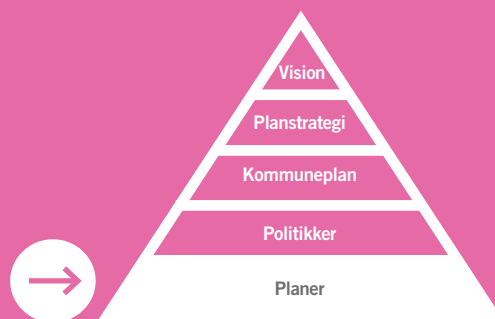 Vision
Planstrategi
Kommuneplan
Politikker
Planer